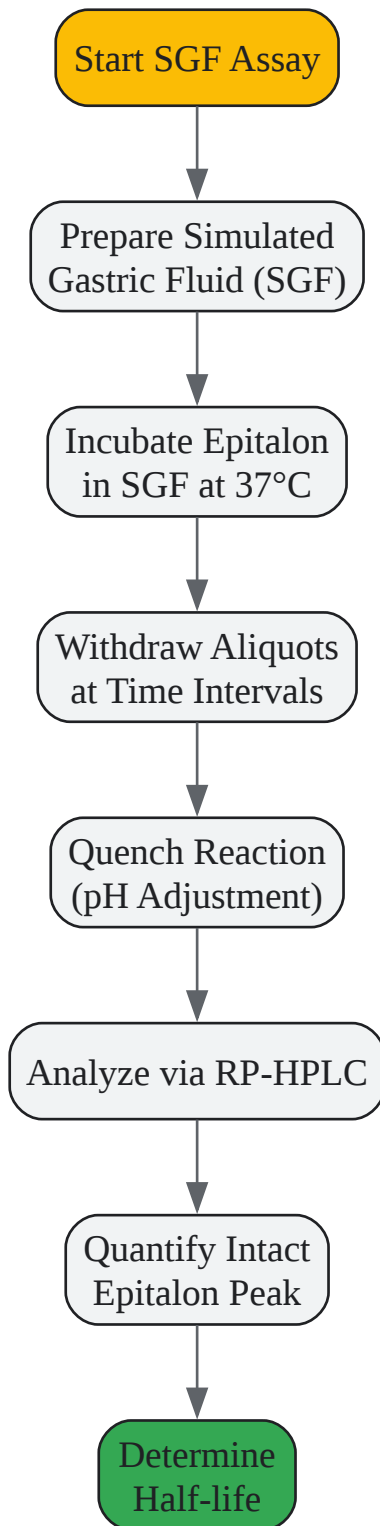 Start SGF Assay
Prepare Simulated
Gastric Fluid (SGF)
Incubate Epitalon
in SGF at 37°C
Withdraw Aliquots
at Time Intervals
Quench Reaction
(pH Adjustment)
Analyze via RP-HPLC
Quantify Intact
Epitalon Peak
Determine
Half-life